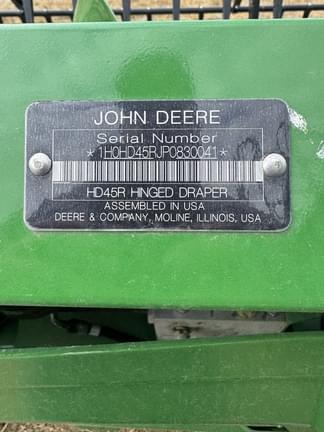 JOHN DEERE
Serial Number
*1H0HD45RJP0830041*
HD45R HINGED DRAPER
ASSEMBLED IN USA
DEERE & COMPANY, MOLINE, ILLINOIS, USA